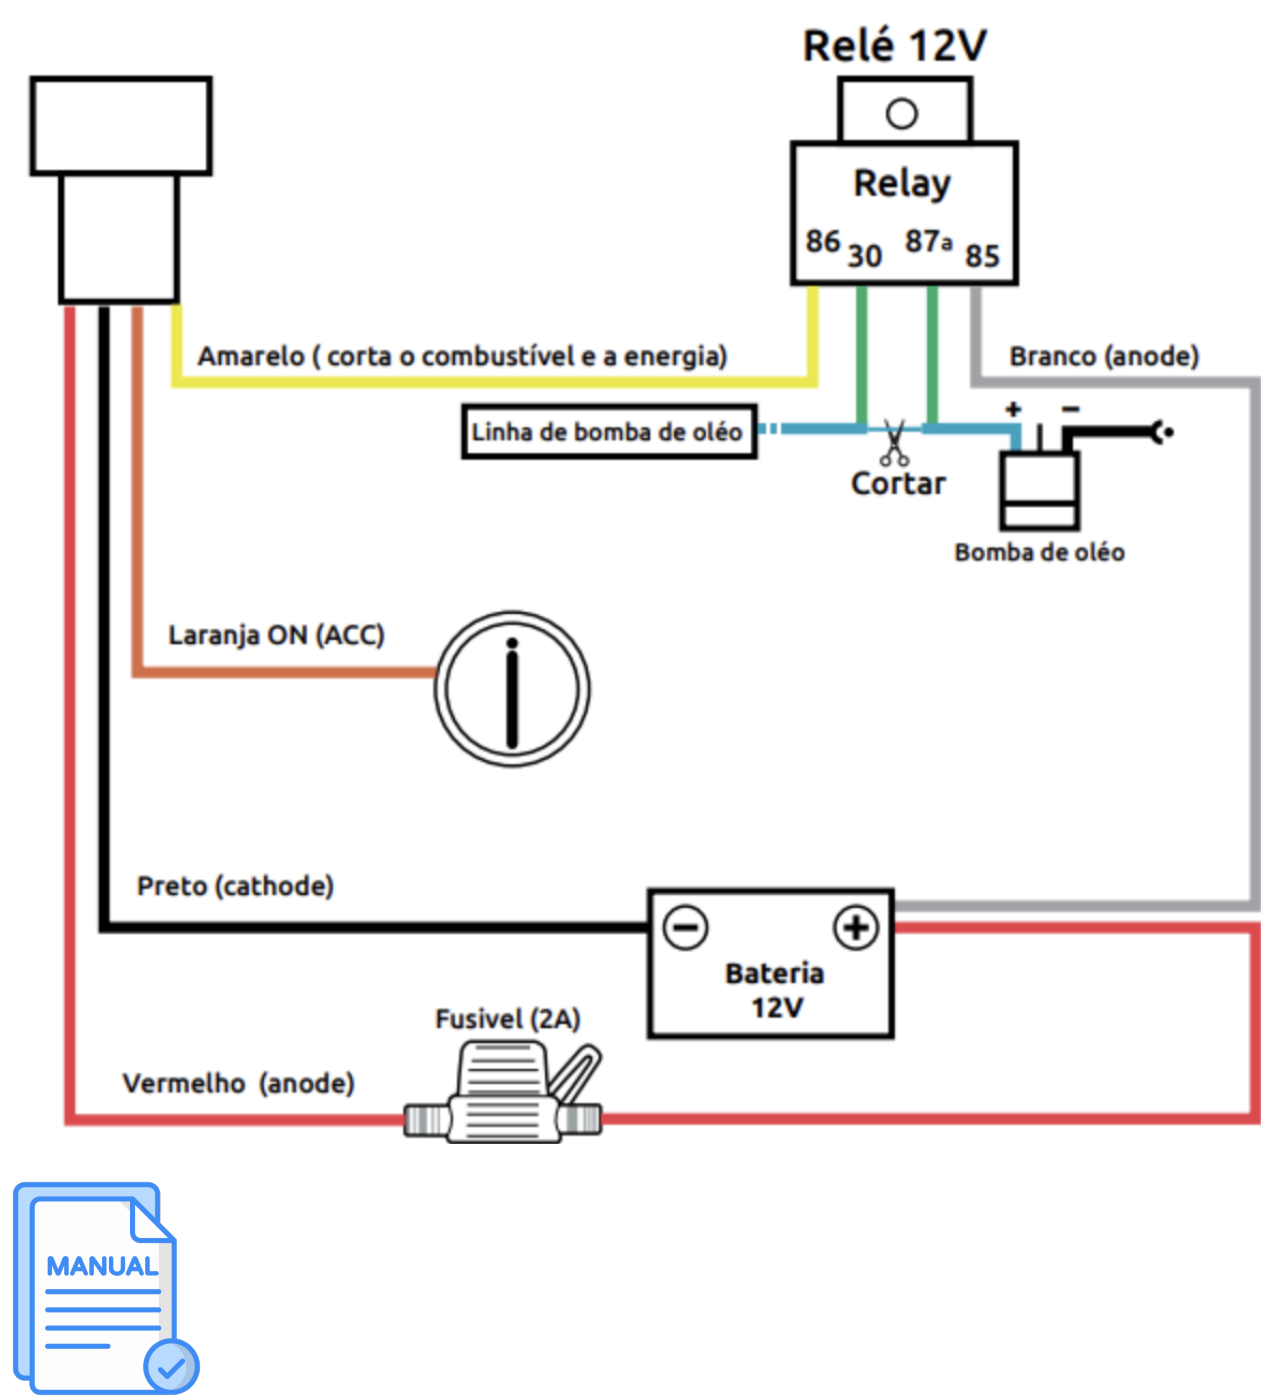 Relé 12V
Relay
86 30 87a 85
Amarelo ( corta o combustível e a energia)
Branco (anode)
+ −
Linha de bomba de oléo
Cortar
Bomba de oléo
Laranja ON (ACC)
Preto (cathode)
− +
Bateria
12V
Fusivel (2A)
Vermelho (anode)
MANUAL